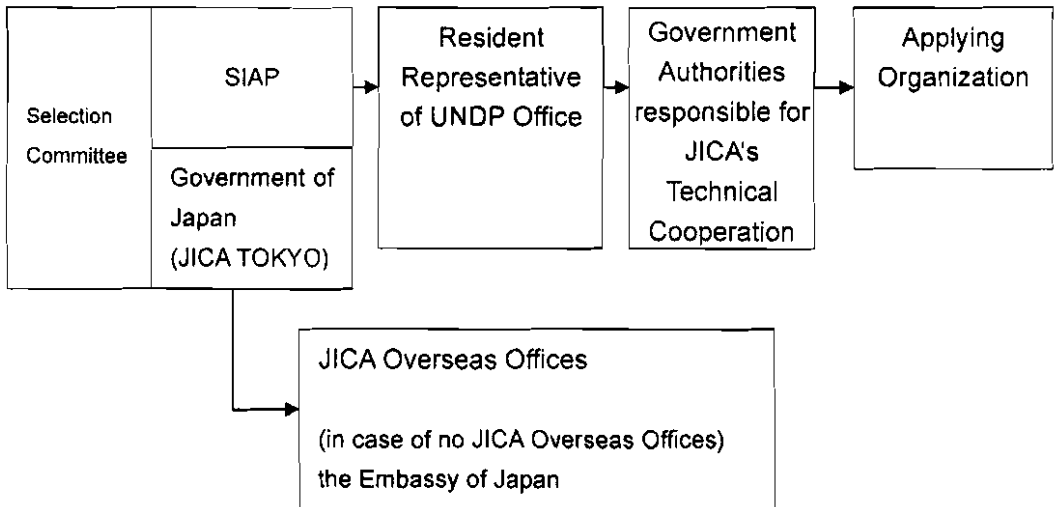 Selection
Committee
SIAP
Government of
Japan
(JICA TOKYO)
Resident
Representative
of UNDP Office
Government
Authorities
responsible for
JICA's
Technical
Cooperation
Applying
Organization
JICA Overseas Offices
(in case of no JICA Overseas Offices)
the Embassy of Japan